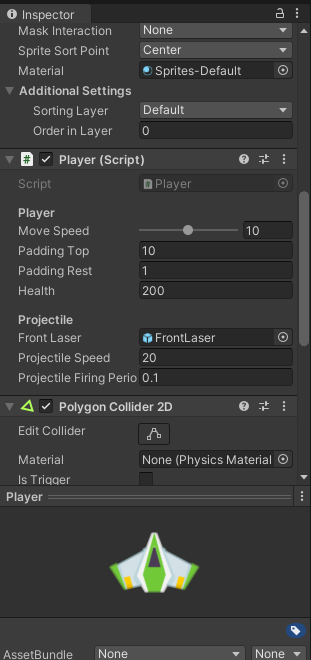 Inspector
Mask Interaction None
Sprite Sort Point Center
Material Sprites-Default
Additional Settings
Sorting Layer Default
Order in Layer 0
# Player (Script)
Script Player
Player
Move Speed 10
Padding Top 10
Padding Rest 1
Health 200
Projectile
Front Laser FrontLaser
Projectile Speed 20
Projectile Firing Perio 0.1
Polygon Collider 2D
Edit Collider
Material None (Physics Material
Is Trigger
Player
AssetBundle None None